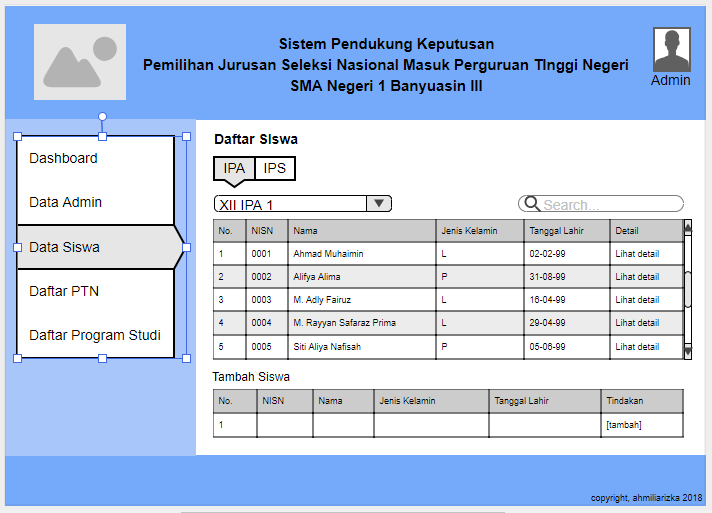 Sistem Pendukung Keputusan
Pemilihan Jurusan Seleksi Nasional Masuk Perguruan TInggi Negeri
SMA Negeri 1 Banyuasin III
Admin
Dashboard
Data Admin
Data Siswa
Daftar PTN
Daftar Program Studi
Daftar Siswa
IPA IPS
XII IPA 1 Search...
No. NISN Nama Jenis Kelamin Tanggal Lahir Detail
1 0001 Ahmad Muhaimin L 02-02-99 Lihat detail
2 0002 Alifya Alima P 31-08-99 Lihat detail
3 0003 M. Adly Fairuz L 16-04-99 Lihat detail
4 0004 M. Rayyan Safaraz Prima L 29-04-99 Lihat detail
5 0005 Siti Aliya Nafisah P 05-06-99 Lihat detail
Tambah Siswa
No. NISN Nama Jenis Kelamin Tanggal Lahir Tindakan
1 [tambah]
copyright, ahmiliarizka 2018